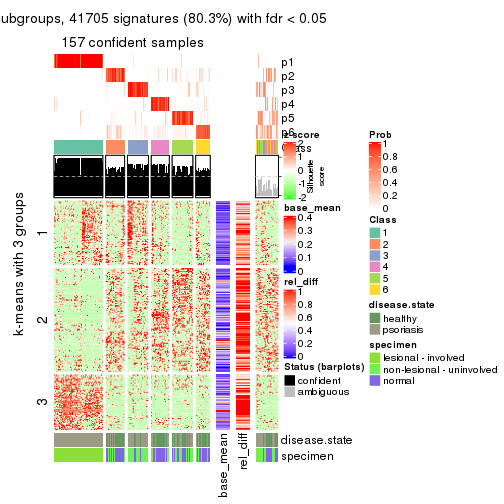 ubgroups, 41705 signatures (80.3%) with fdr < 0.05
157 confident samples
p1
p2
p3
p4
p5
p6
z-score
2
1
0
-1
-2
Silhouette
score
Prob
1
0.8
0.6
0.4
0.2
0
base_mean
0.4
0.3
0.2
0.1
0
Class
1
2
3
4
5
6
rel_diff
1
0.8
0.6
0.4
0.2
0
disease.state
healthy
psoriasis
specimen
lesional - involved
non-lesional - uninvolved
normal
Status (barplots)
confident
ambiguous
k-means with 3 groups
1
2
3
disease.state
specimen
base_mean
rel_diff